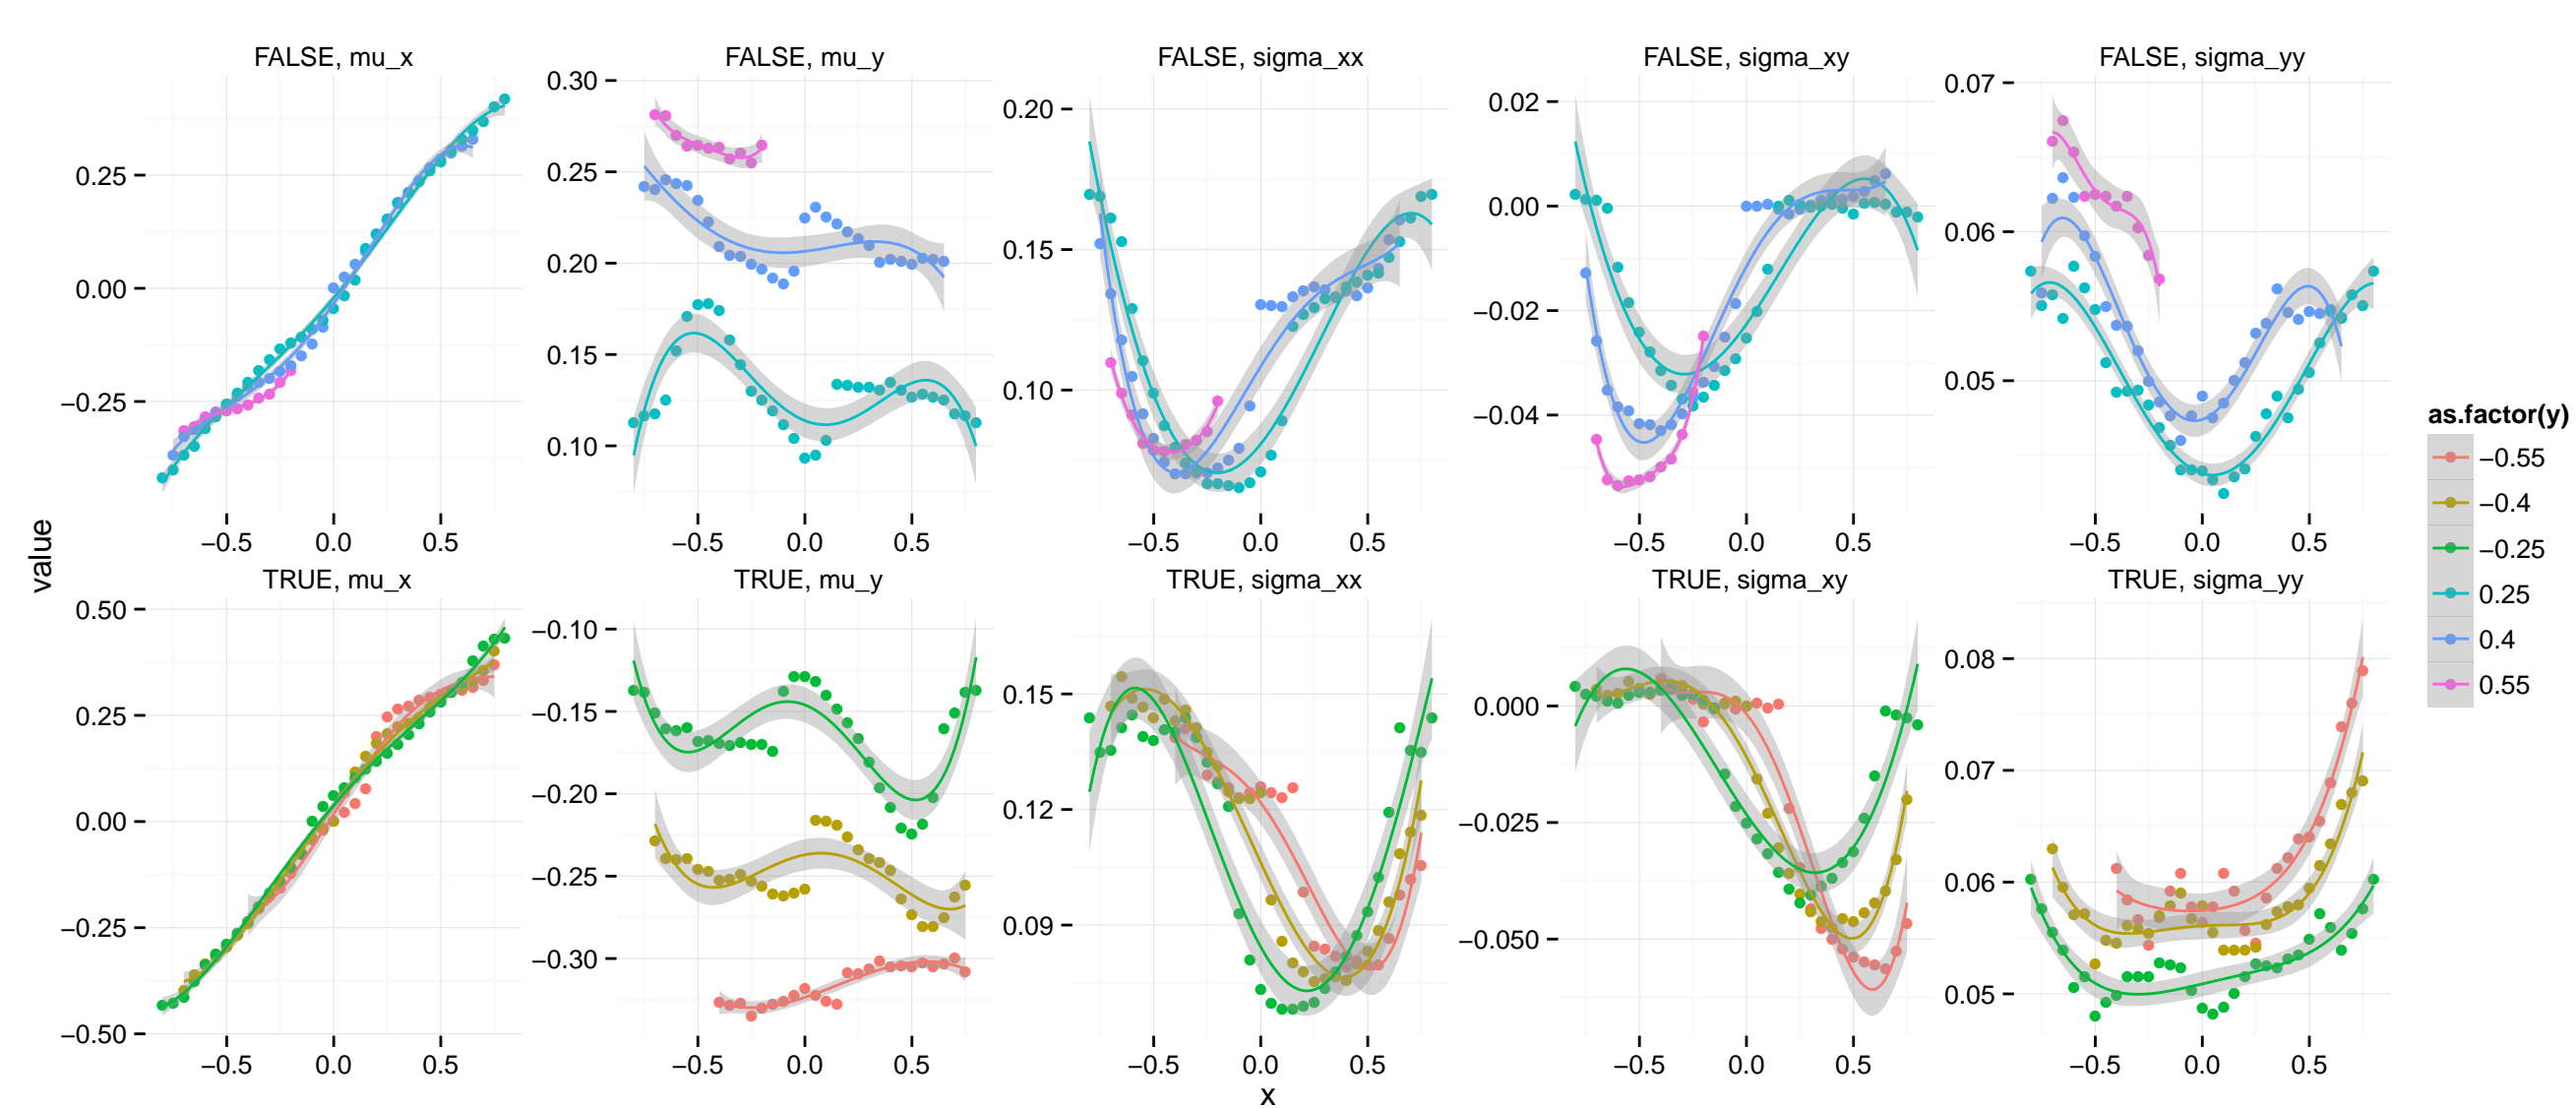 FALSE, mu_x
FALSE, mu_y
FALSE, sigma_xx
FALSE, sigma_xy
FALSE, sigma_yy
0.25
0.00
−0.25
0.30
0.25
0.20
0.15
0.10
0.20
0.15
0.10
0.02
0.00
−0.02
−0.04
0.07
0.06
0.05
−0.5 0.0 0.5
−0.5 0.0 0.5
−0.5 0.0 0.5
−0.5 0.0 0.5
−0.5 0.0 0.5
value
TRUE, mu_x
TRUE, mu_y
TRUE, sigma_xx
TRUE, sigma_xy
TRUE, sigma_yy
0.50
0.25
0.00
−0.25
−0.50
−0.10
−0.15
−0.20
−0.25
−0.30
0.15
0.12
0.09
0.000
−0.025
−0.050
0.08
0.07
0.06
0.05
−0.5 0.0 0.5
−0.5 0.0 0.5
−0.5 0.0 0.5
−0.5 0.0 0.5
−0.5 0.0 0.5
x
as.factor(y)
−0.55
−0.4
−0.25
0.25
0.4
0.55